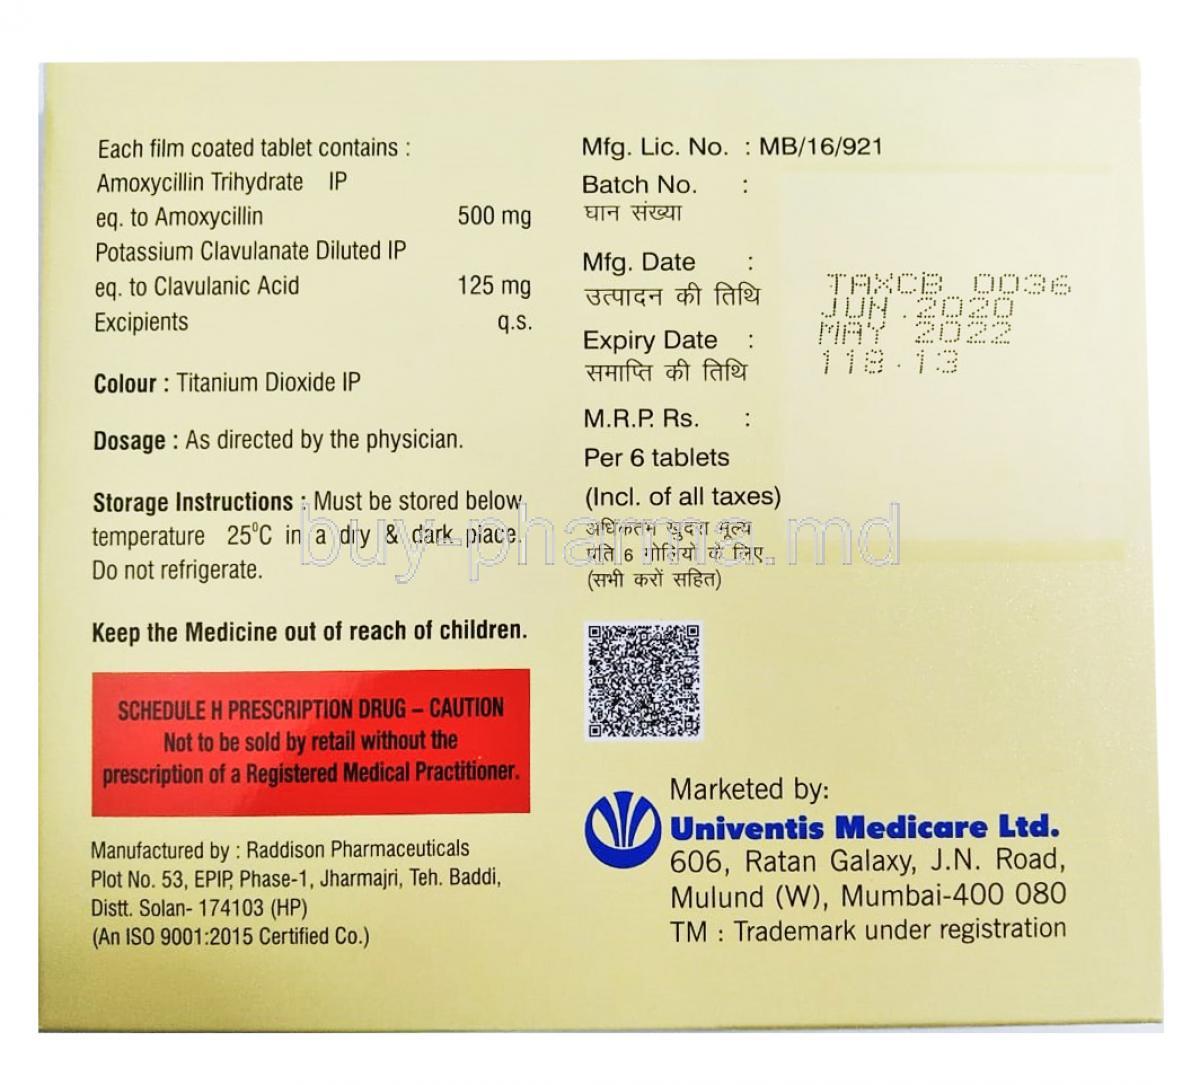 Each film coated tablet contains :
Amoxycillin Trihydrate IP
eq. to Amoxycillin 500 mg
Potassium Clavulanate Diluted IP
eq. to Clavulanic Acid 125 mg
Excipients q.s.
Colour : Titanium Dioxide IP
Dosage : As directed by the physician.
Storage Instructions : Must be stored below
temperature 25°C in a dry & dark place.
Do not refrigerate.
Keep the Medicine out of reach of children.
SCHEDULE H PRESCRIPTION DRUG – CAUTION
Not to be sold by retail without the
prescription of a Registered Medical Practitioner.
Manufactured by : Raddison Pharmaceuticals
Plot No. 53, EPIP, Phase-1, Jharmajri, Teh. Baddi,
Distt. Solan- 174103 (HP)
(An ISO 9001:2015 Certified Co.)
Mfg. Lic. No. : MB/16/921
Batch No. :
घान संख्या
Mfg. Date :
उत्पादन की तिथि
Expiry Date :
समाप्ति की तिथि
M.R.P. Rs. :
Per 6 tablets
(Incl. of all taxes)
अधिकतम खुदरा मूल्य
प्रति 6 गोलियों के लिए
(सभी करों सहित)
TAXCB 0036
JUN .2020
MAY 2022
118.13
buy-pharma.md
Marketed by:
Univentis Medicare Ltd.
606, Ratan Galaxy, J.N. Road,
Mulund (W), Mumbai-400 080
TM : Trademark under registration